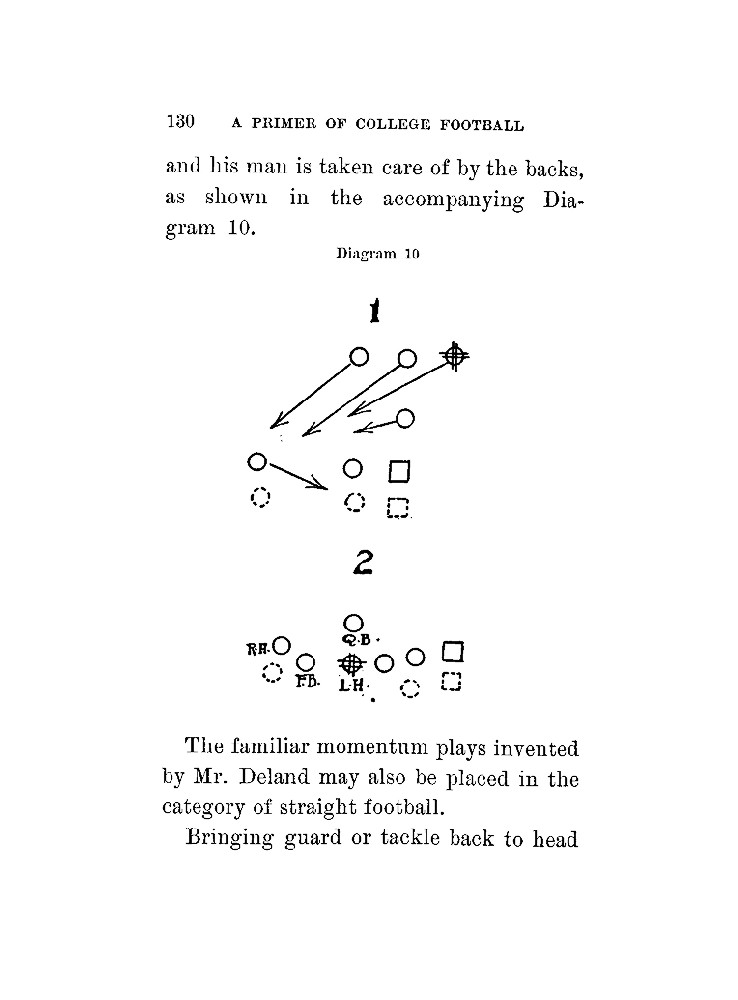 130 A PRIMER OF COLLEGE FOOTBALL
and his man is taken care of by the backs,
as shown in the accompanying Dia-
gram 10.
Diagram 10
1
2
Q.B.
R.H.
F.B. L.H.
The familiar momentum plays invented
by Mr. Deland may also be placed in the
category of straight football.
Bringing guard or tackle back to head